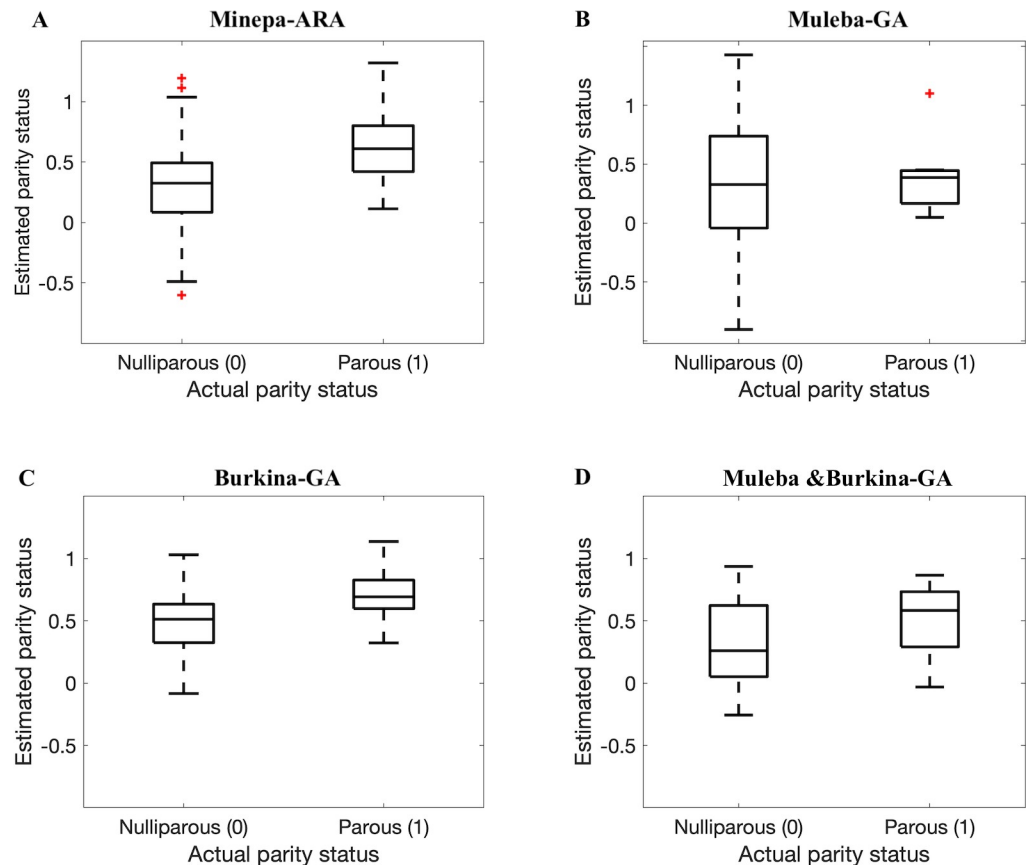 A Minepa-ARA
Estimated parity status
1
0.5
0
-0.5
Nulliparous (0) Parous (1)
Actual parity status
B Muleba-GA
Estimated parity status
1
0.5
0
-0.5
Nulliparous (0) Parous (1)
Actual parity status
C Burkina-GA
Estimated parity status
1
0.5
0
-0.5
Nulliparous (0) Parous (1)
Actual parity status
D Muleba &Burkina-GA
Estimated parity status
1
0.5
0
-0.5
Nulliparous (0) Parous (1)
Actual parity status